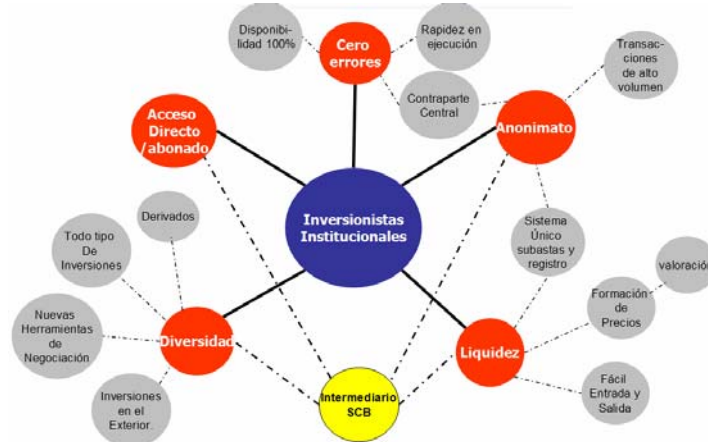 Disponibi-
lidad 100%
Cero
errores
Rapidez en
ejecución
Transac-
ciones
de alto
volumen
Contraparte
Central
Acceso
Directo
/abonado
Anonimato
Inversionistas
Institucionales
Derivados
Todo tipo
De
Inversiones
Sistema
Único
subastas y
registro
valoración
Nuevas
Herramientas
de
Negociación
Diversidad
Formación
de
Precios
Liquidez
Inversiones
en el
Exterior.
Intermediario
SCB
Fácil
Entrada y
Salida